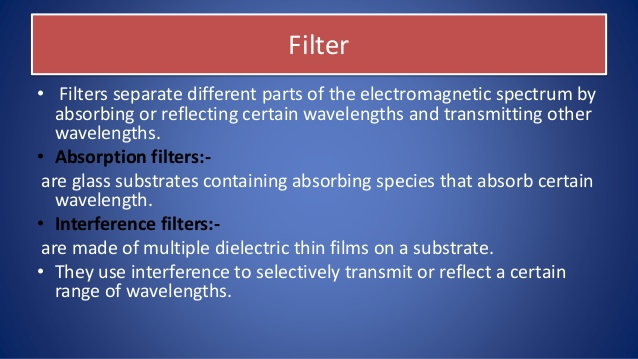 Filter
• Filters separate different parts of the electromagnetic spectrum by
absorbing or reflecting certain wavelengths and transmitting other
wavelengths.
• Absorption filters:-
are glass substrates containing absorbing species that absorb certain
wavelength.
• Interference filters:-
are made of multiple dielectric thin films on a substrate.
• They use interference to selectively transmit or reflect a certain
range of wavelengths.